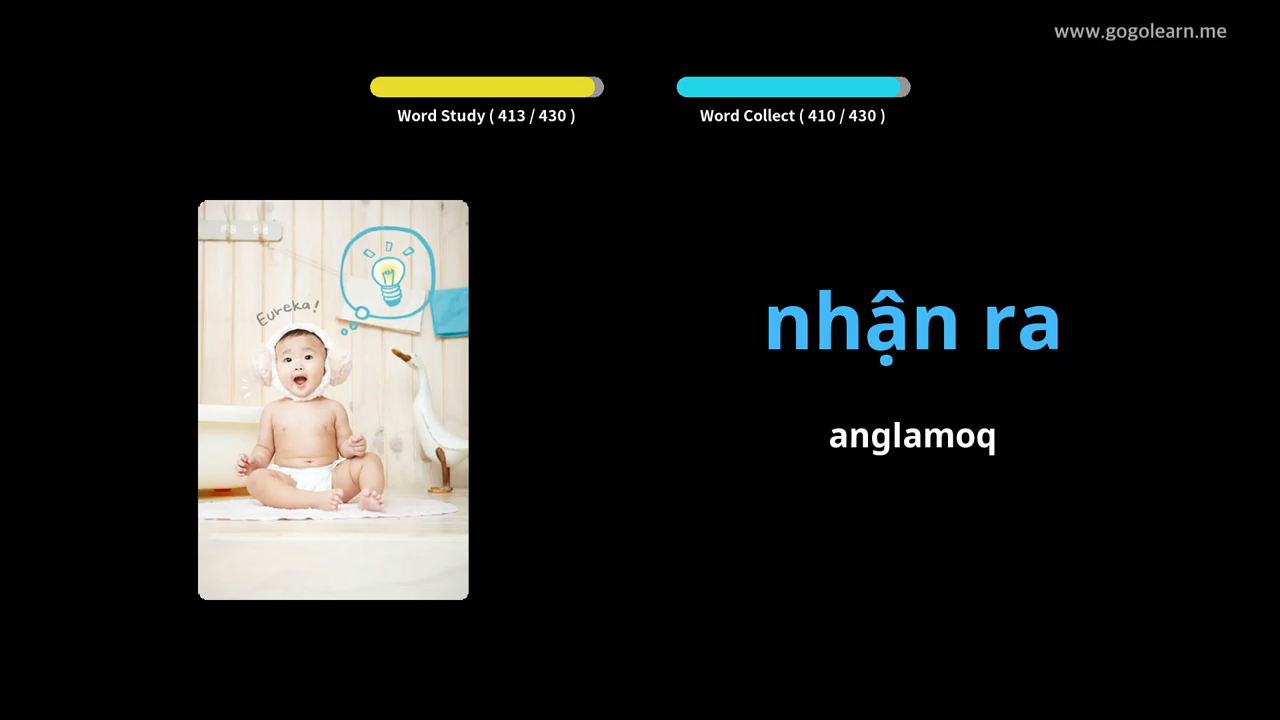 www.gogolearn.me
Word Study ( 413 / 430 )
Word Collect ( 410 / 430 )
Eureka!
nhận ra
anglamoq